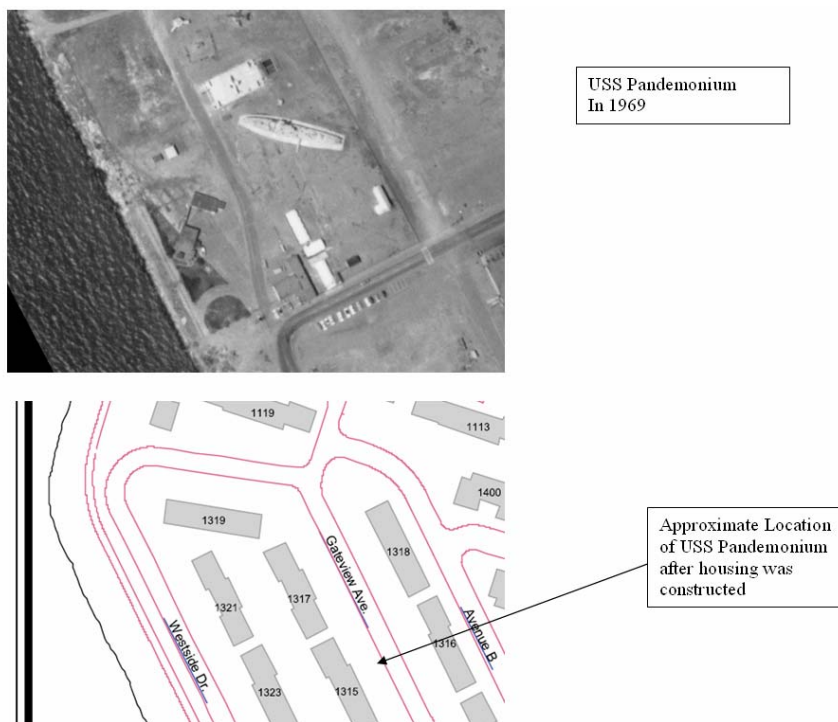 USS Pandemonium
In 1969
1119
1113
1400
1319
1318
Gateview Ave.
1317
1321
1316
Avenue B
Westside Dr.
1323
1315
Approximate Location
of USS Pandemonium
after housing was
constructed